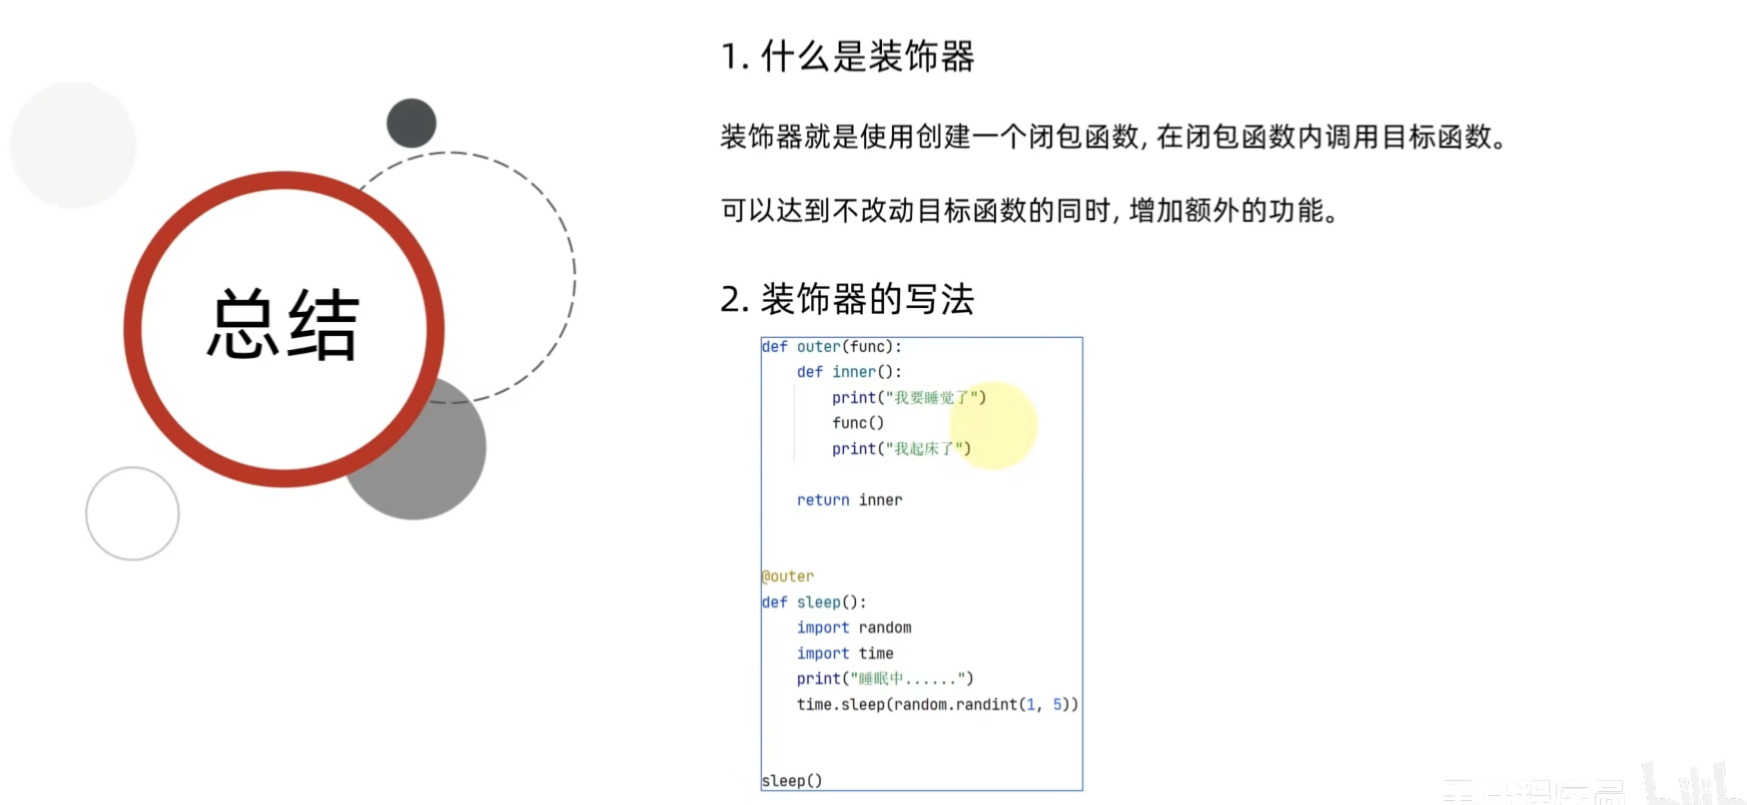 总结
1. 什么是装饰器
装饰器就是使用创建一个闭包函数, 在闭包函数内调用目标函数。
可以达到不改动目标函数的同时, 增加额外的功能。
2. 装饰器的写法
def outer(func):
    def inner():
        print("我要睡觉了")
        func()
        print("我起床了")
    return inner
@outer
def sleep():
    import random
    import time
    print("睡眠中......")
    time.sleep(random.randint(1, 5))
sleep()